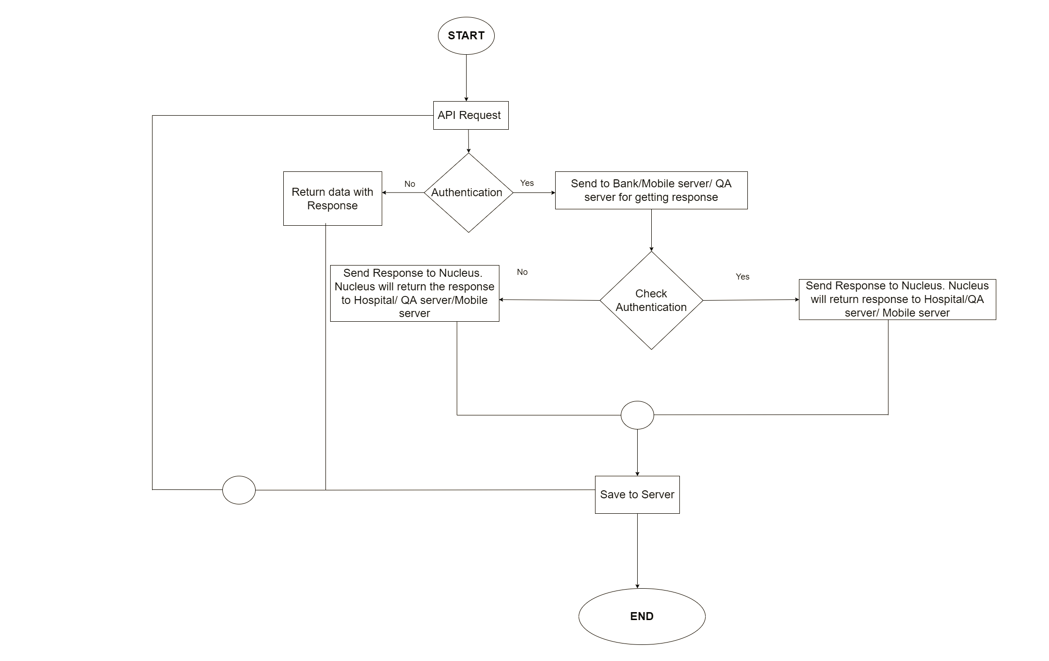 START
API Request
Authentication
No
Yes
Return data with
Response
Send to Bank/Mobile server/ QA
server for getting response
Send Response to Nucleus.
Nucleus will return the response
to Hospital/ QA server/Mobile
server
No
Check
Authentication
Yes
Send Response to Nucleus. Nucleus
will return response to Hospital/QA
server/ Mobile server
Save to Server
END